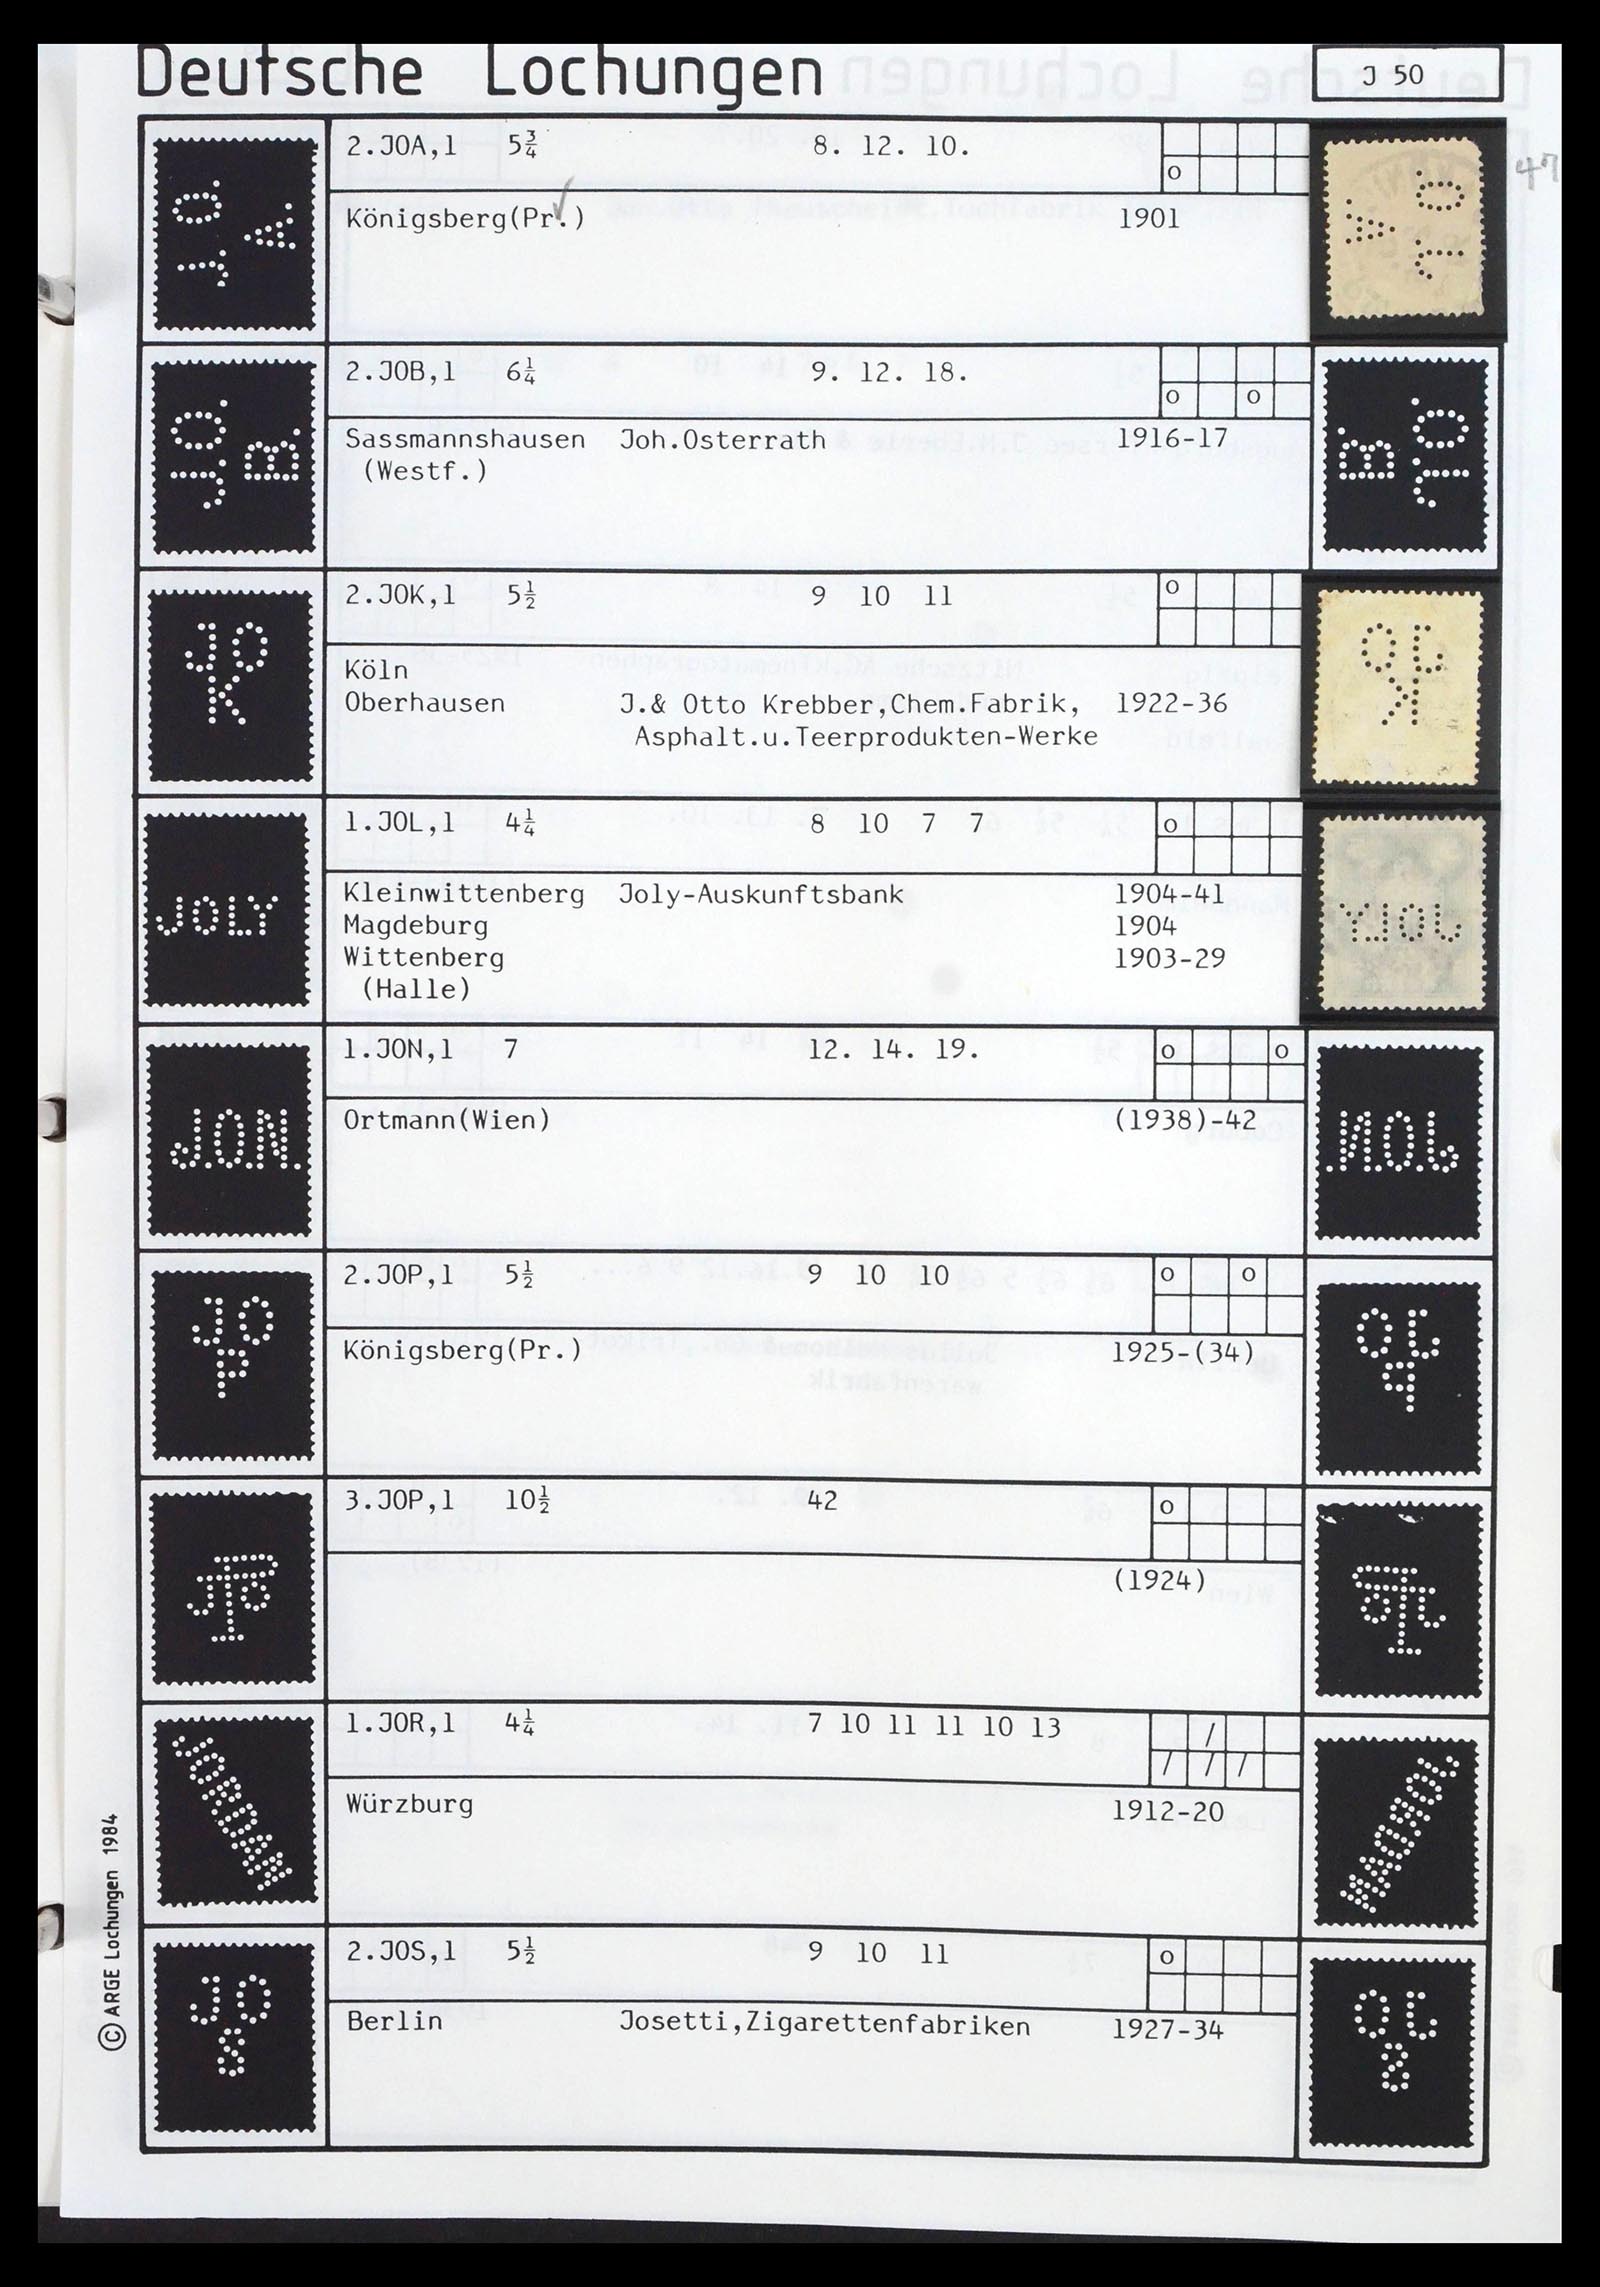 Deutsche Lochungen
J 50
2.JOA,1 5¾ 8. 12. 10.
o
Königsberg(Pr.) 1901
J.O.
A.
47
2.JOB,1 6¼ 9. 12. 18.
o o
Sassmannshausen Joh.Osterrath 1916-17
(Westf.)
J.O.
B.
2.JOK,1 5½ 9 10 11
o
Köln
Oberhausen J.& Otto Krebber,Chem.Fabrik, 1922-36
Asphalt.u.Teerprodukten-Werke
JO
K
1.JOL,1 4¼ 8 10 7 7
o
Kleinwittenberg Joly-Auskunftsbank 1904-41
Magdeburg 1904
Wittenberg 1903-29
(Halle)
JOLY
1.JON,1 7 12. 14. 19.
o o
Ortmann(Wien) (1938)-42
J.O.N.
2.JOP,1 5½ 9 10 10
o o
Königsberg(Pr.) 1925-(34)
JO
P
3.JOP,1 10½ 42
o
(1924)
JPO
1.JOR,1 4¼ 7 10 11 11 10 13
/
/ / /
Würzburg 1912-20
JORDAN
2.JOS,1 5½ 9 10 11
o
Berlin Josetti,Zigarettenfabriken 1927-34
JO
S
© ARGE Lochungen 1984